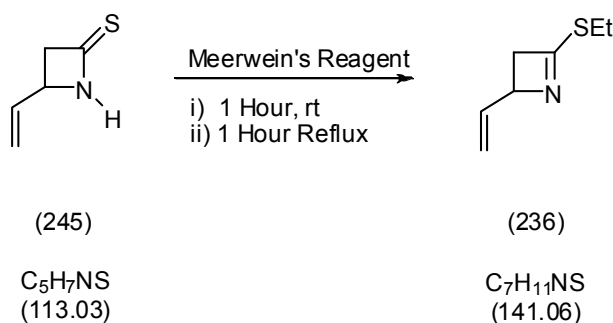 S
N
H
Meerwein's Reagent
i) 1 Hour, rt
ii) 1 Hour Reflux
SEt
N
(245)
(236)
C₅H₇NS
(113.03)
C₇H₁₁NS
(141.06)